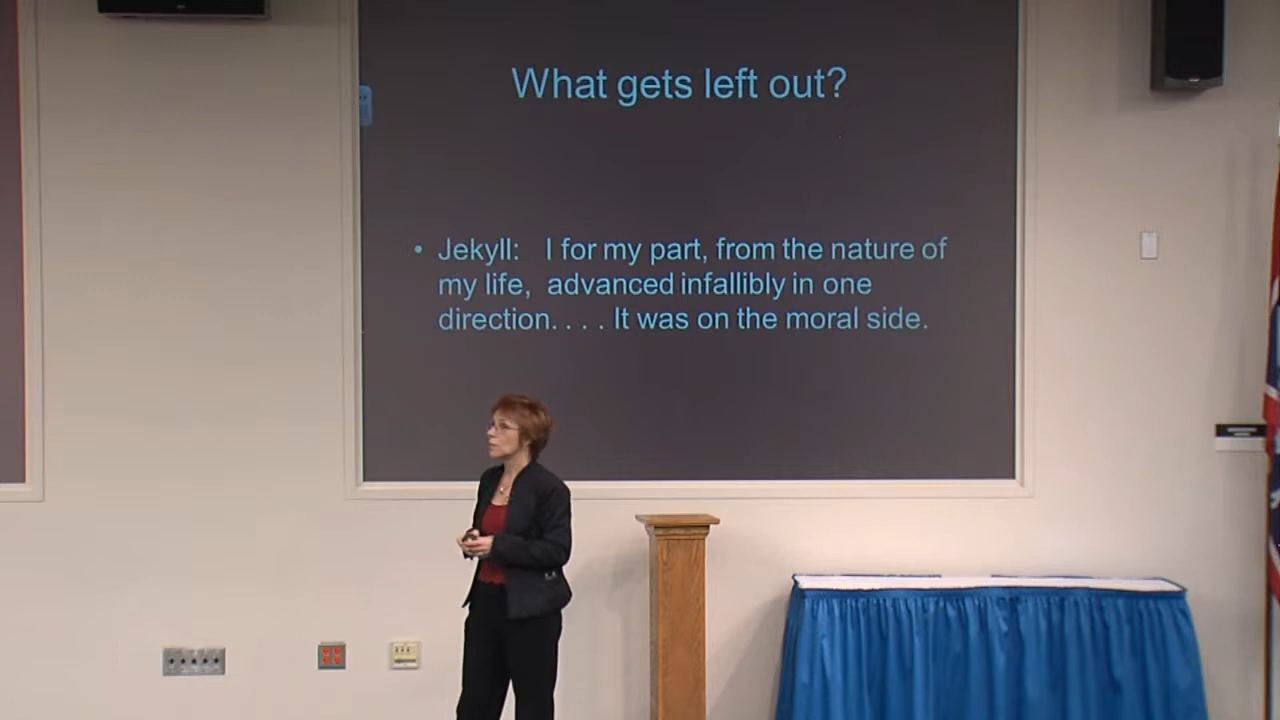 What gets left out?
• Jekyll: I for my part, from the nature of
my life, advanced infallibly in one
direction. . . . It was on the moral side.